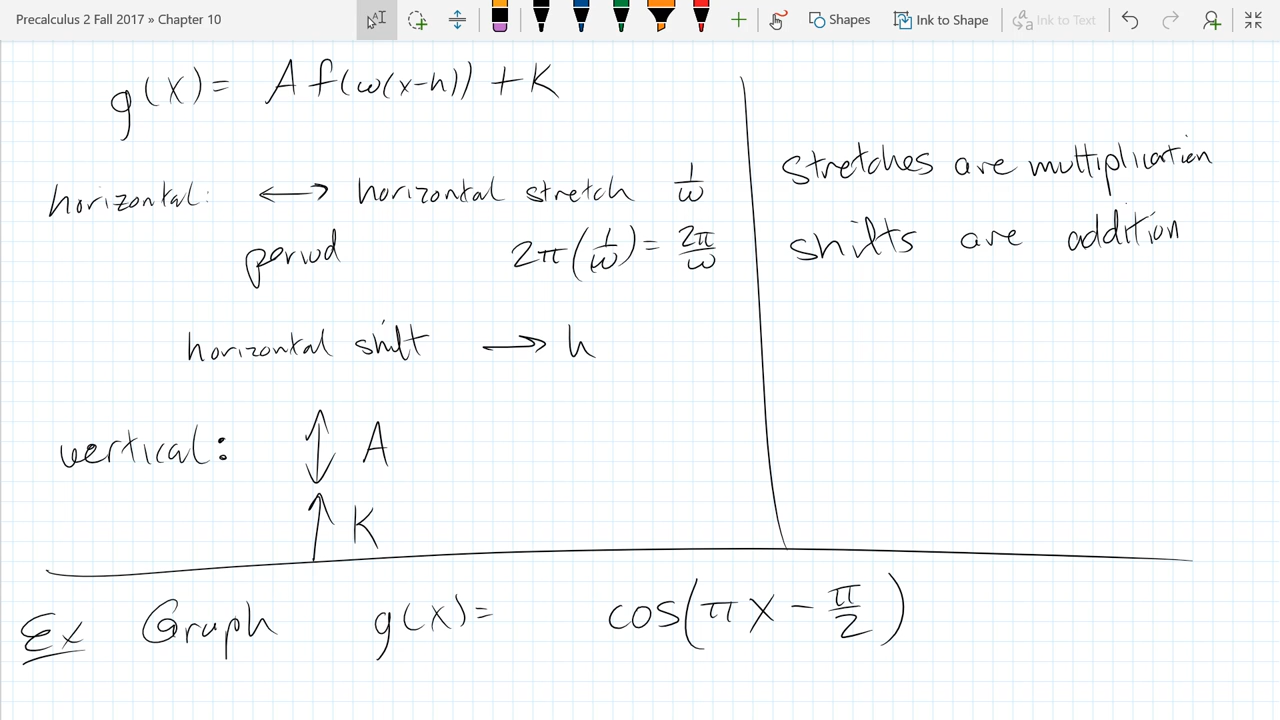 Precalculus 2 Fall 2017 » Chapter 10
Shapes
Ink to Shape
Ink to Text
g(x) = A f(ω(x-h)) + K
horizontal: ⟷ horizontal stretch 1/ω
period 2π(1/ω) = 2π/ω
horizontal shift → h
vertical: ↕ A
↑ K
stretches are multiplication
shifts are addition
Ex Graph g(x) = cos(πx - π/2)